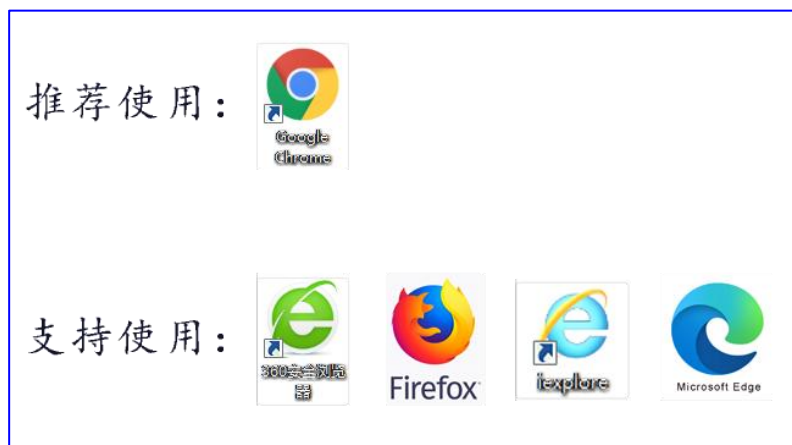 推荐使用：
Google
Chrome
支持使用：
360安全浏览
器
Firefox
iexplore
Microsoft Edge